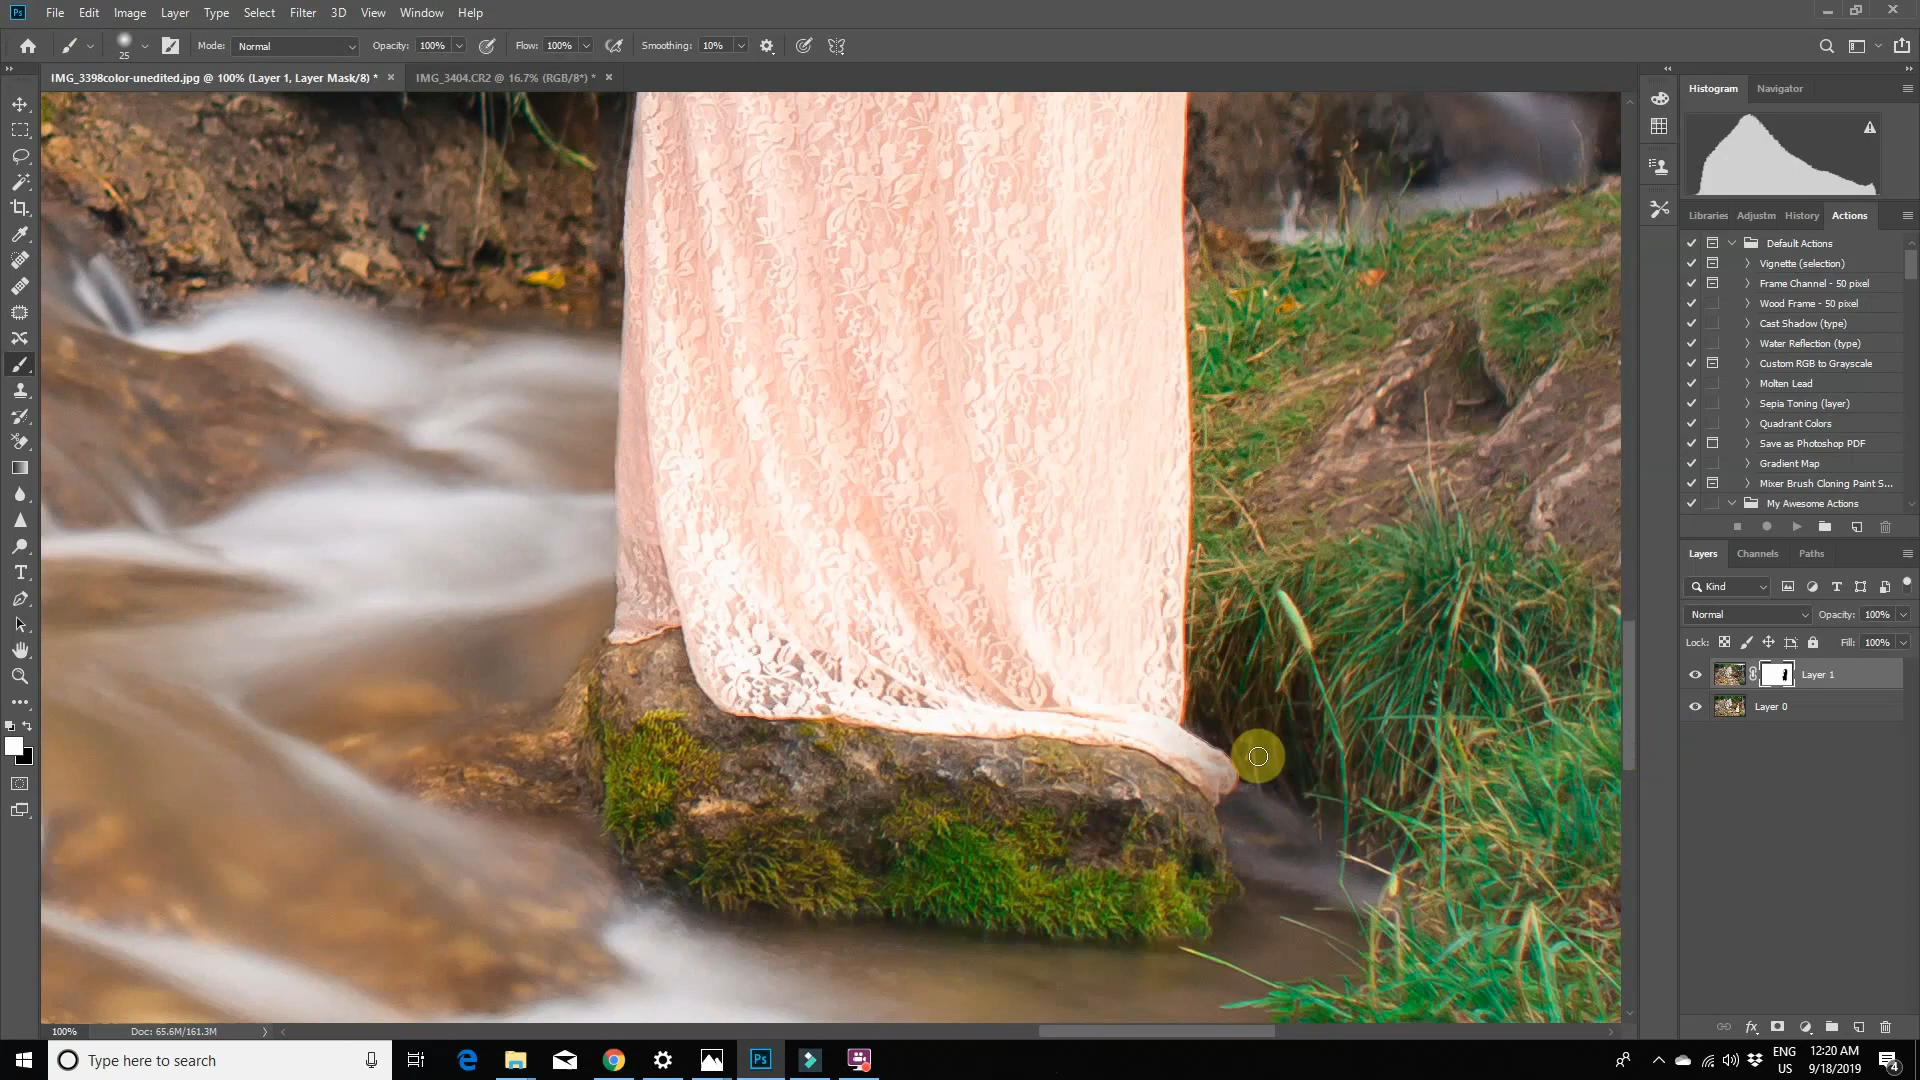 Ps File Edit Image Layer Type Select Filter 3D View Window Help
25 Mode: Normal Opacity: 100% Flow: 100% Smoothing: 10%
IMG_3398color-unedited.jpg @ 100% (Layer 1, Layer Mask/8) * × IMG_3404.CR2 @ 16.7% (RGB/8*) * ×
Histogram Navigator
Libraries Adjustm History Actions
Default Actions
Vignette (selection)
Frame Channel - 50 pixel
Wood Frame - 50 pixel
Cast Shadow (type)
Water Reflection (type)
Custom RGB to Grayscale
Molten Lead
Sepia Toning (layer)
Quadrant Colors
Save as Photoshop PDF
Gradient Map
Mixer Brush Cloning Paint S...
My Awesome Actions
Layers Channels Paths
Kind
Normal Opacity: 100%
Lock: Fill: 100%
Layer 1
Layer 0
100% Doc: 65.6M/161.3M
Type here to search
Ps
ENG
US
12:20 AM
9/18/2019
4